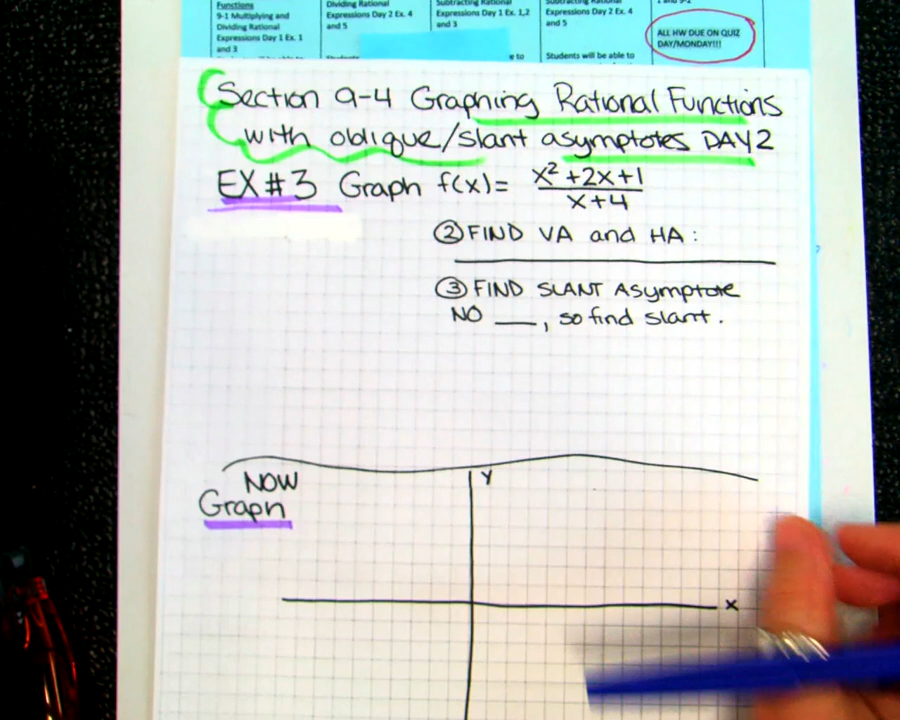 Functions
9-1 Multiplying and
Dividing Rational
Expressions Day 1 Ex. 1
and 3
Dividing Rational
Expressions Day 2 Ex. 4
and 5
Students
e to
Subtracting Rational
Expressions Day 1 Ex. 1,2
and 3
Subtracting Rational
Expressions Day 2 Ex. 4
and 5
Students will be able to
ALL HW DUE ON QUIZ
DAY/MONDAY!!!
Section 9-4 Graphing Rational Functions
with oblique/slant asymptotes DAY2
EX#3 Graph f(x)= x²+2x+1
x+4
② FIND VA and HA:
③ FIND SLANT Asymptote
NO ___, so find slant.
NOW
Graph
Y
x